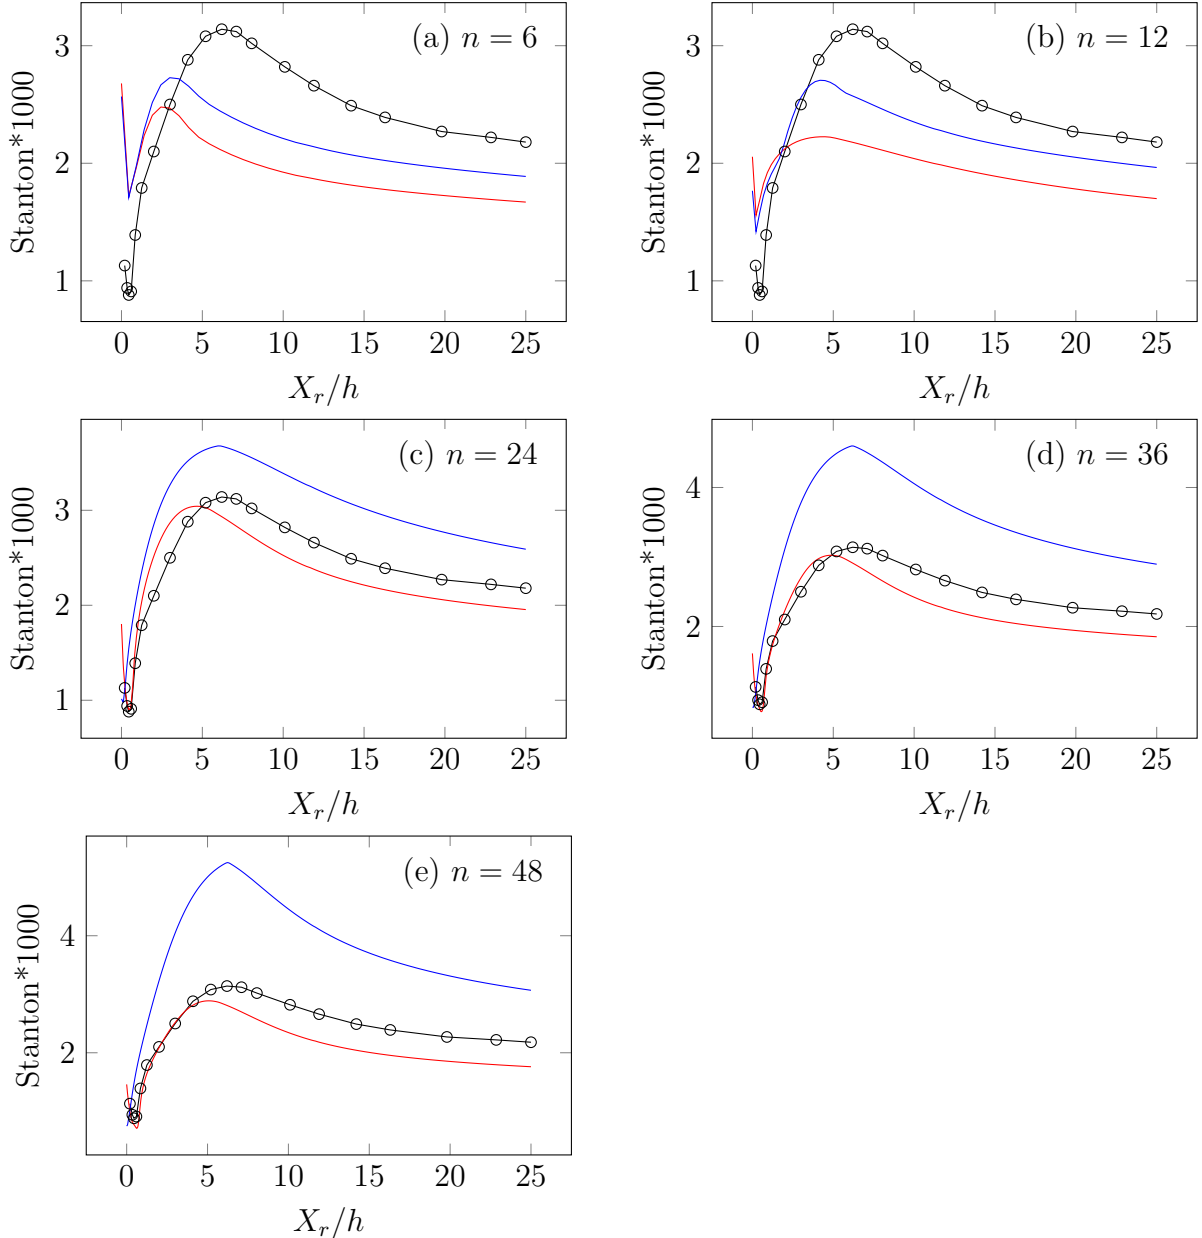 (a) n = 6
3
2
1
Stanton*1000
0 5 10 15 20 25
X_r/h
(b) n = 12
3
2
1
Stanton*1000
0 5 10 15 20 25
X_r/h
(c) n = 24
3
2
1
Stanton*1000
0 5 10 15 20 25
X_r/h
(d) n = 36
4
2
Stanton*1000
0 5 10 15 20 25
X_r/h
(e) n = 48
4
2
Stanton*1000
0 5 10 15 20 25
X_r/h